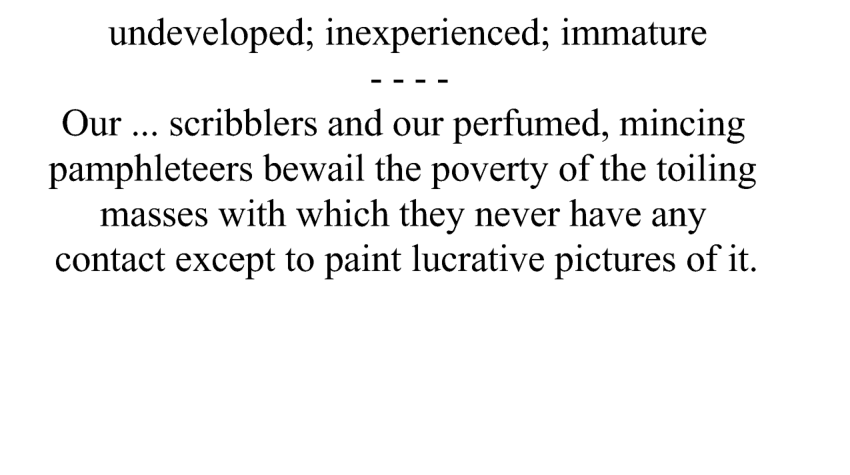 undeveloped; inexperienced; immature
- - - -
Our ... scribblers and our perfumed, mincing
pamphleteers bewail the poverty of the toiling
masses with which they never have any
contact except to paint lucrative pictures of it.